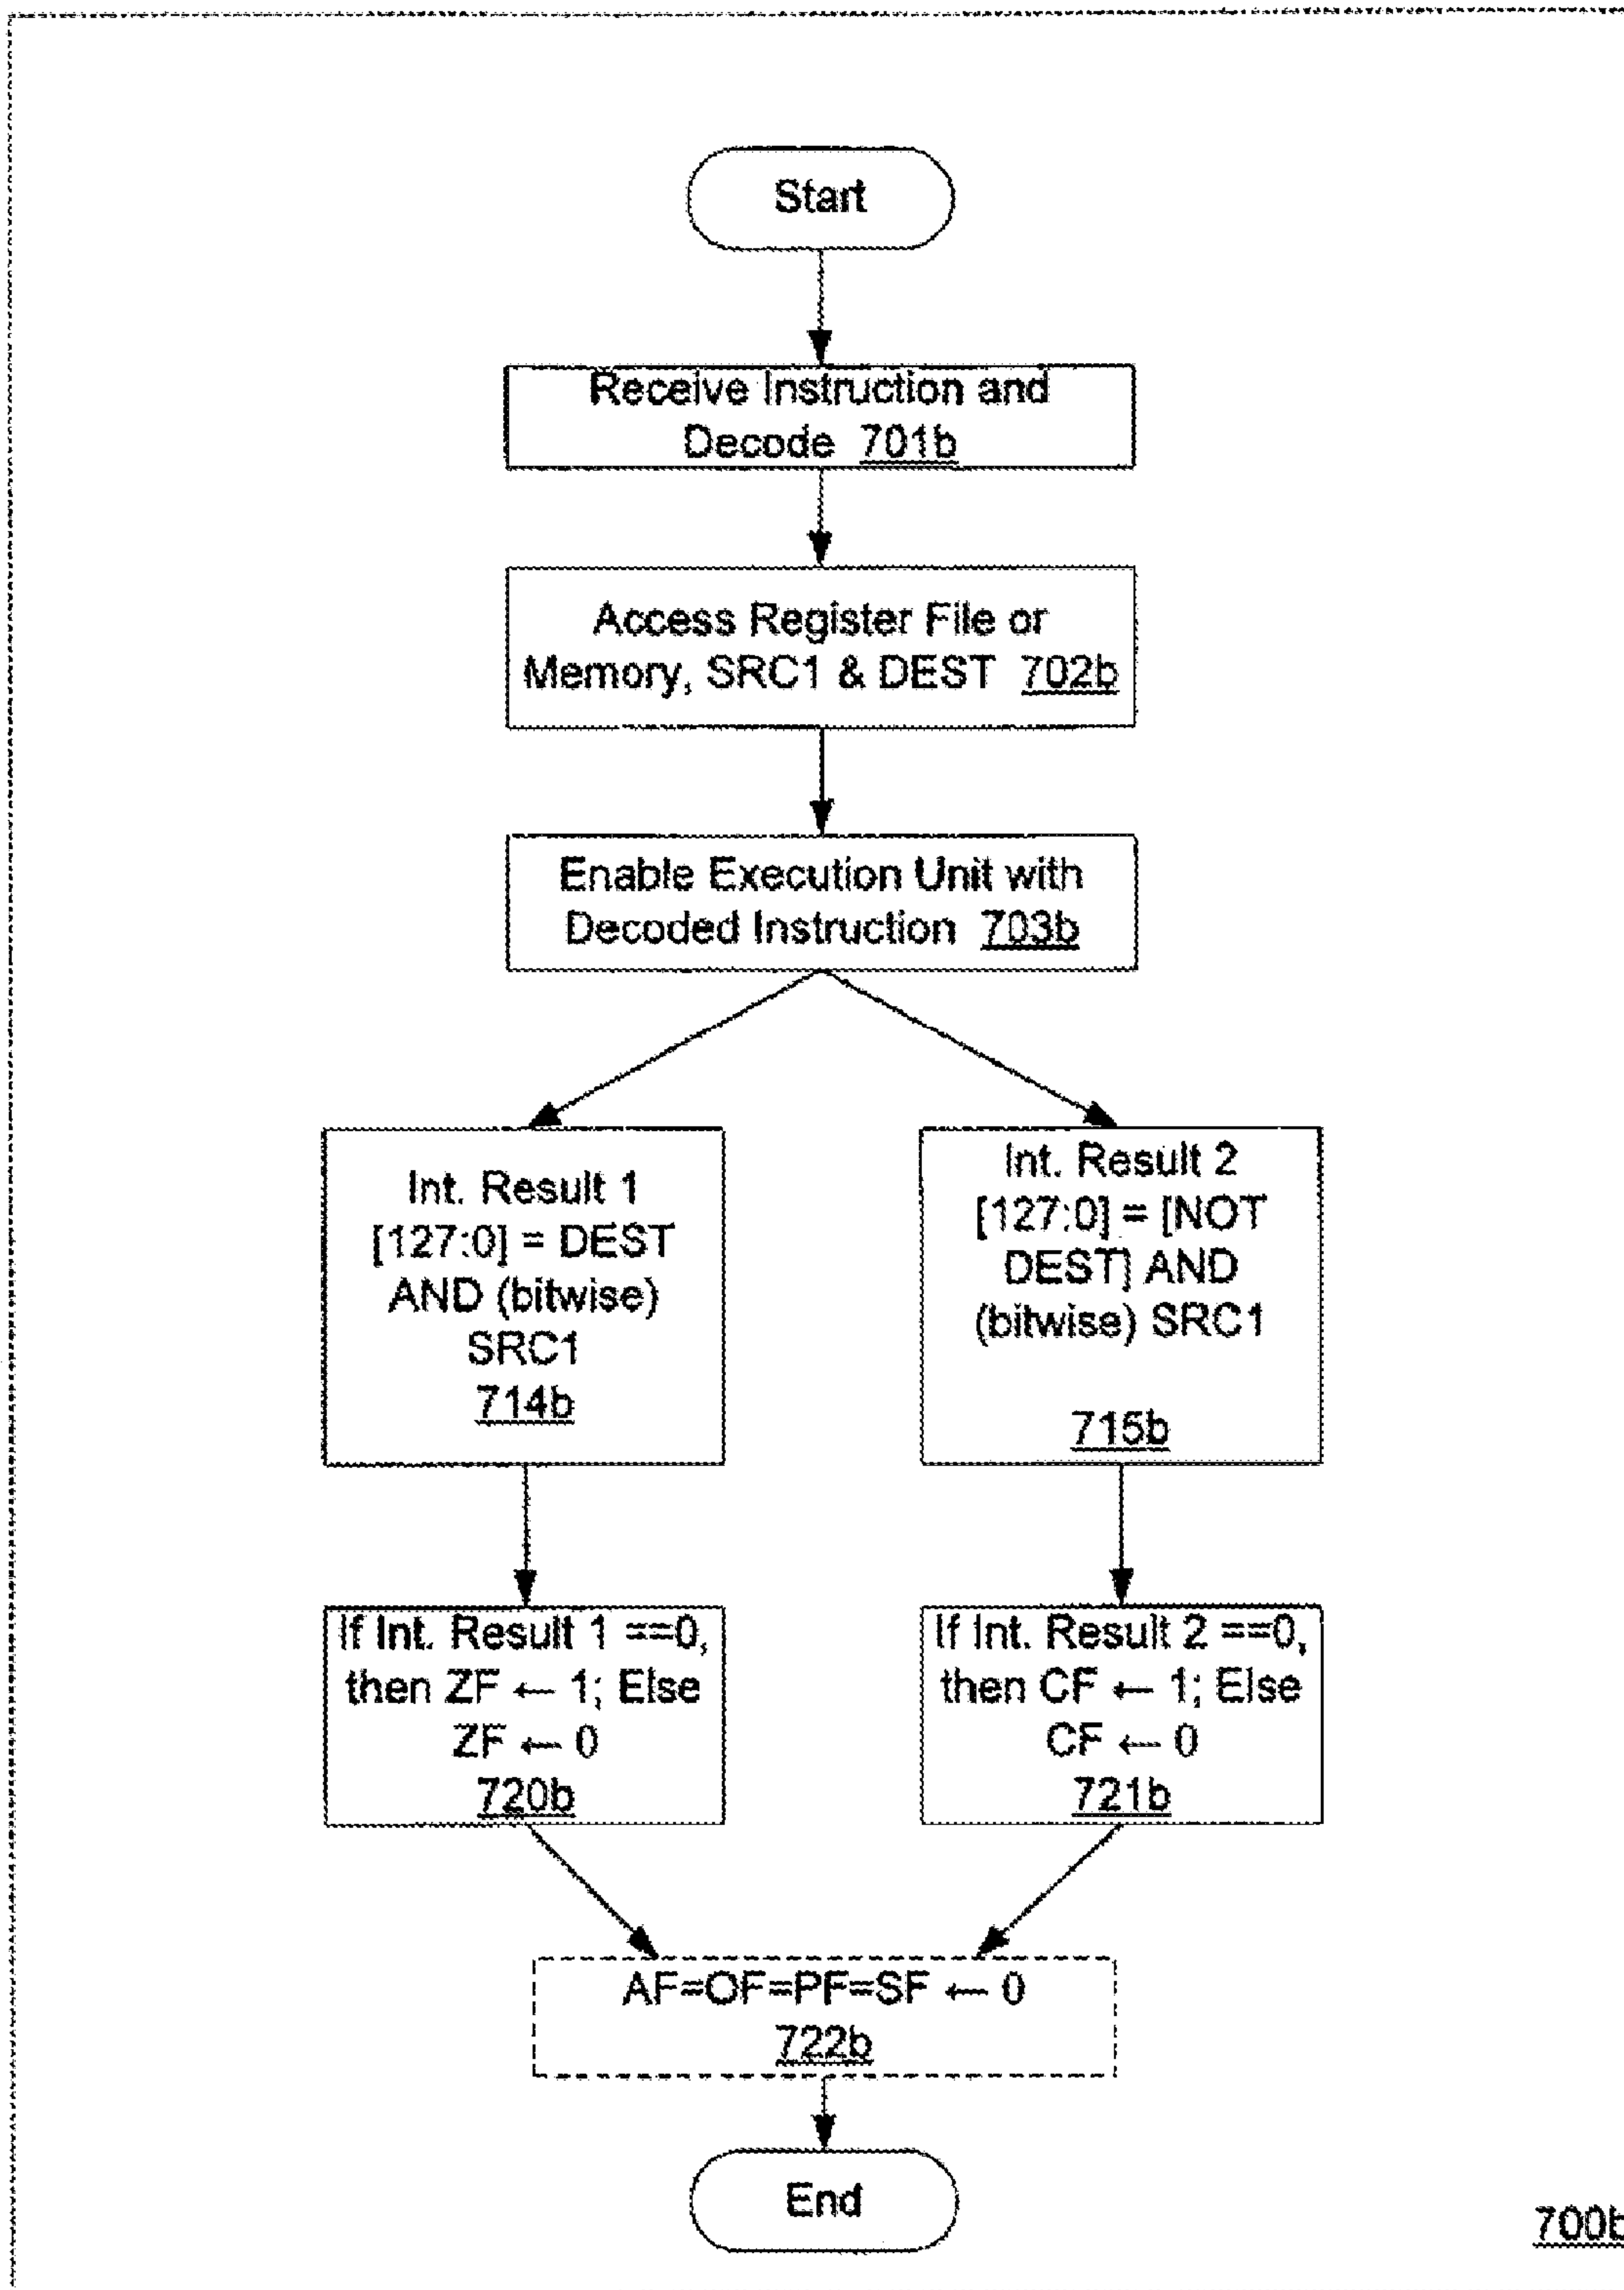 Start
Receive Instruction and
Decode 701b
Access Register File or
Memory, SRC1 & DEST 702b
Enable Execution Unit with
Decoded Instruction 703b
Int. Result 1
[127:0] = DEST
AND (bitwise)
SRC1
714b
Int. Result 2
[127:0] = [NOT
DEST] AND
(bitwise) SRC1
715b
If Int. Result 1 ==0,
then ZF ← 1; Else
ZF ← 0
720b
If Int. Result 2 ==0,
then CF ← 1; Else
CF ← 0
721b
AF=OF=PF=SF ← 0
722b
End
700b